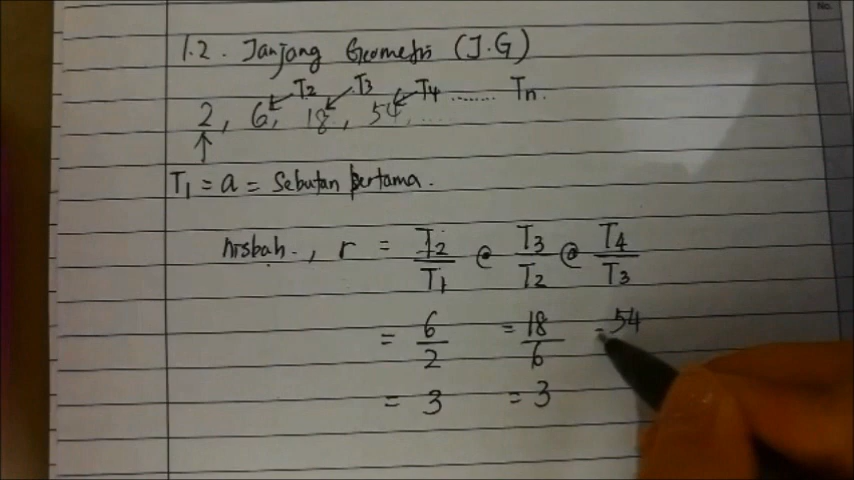 No.
1.2. Janjang Geometri (J.G)
T2 T3 T4 ....... Tn.
2, 6, 18, 54, ....
↑
T1 = a = Sebutan pertama.
nisbah., r = T2/T1 @ T3/T2 @ T4/T3
= 6/2 = 18/6 = 54
= 3 = 3